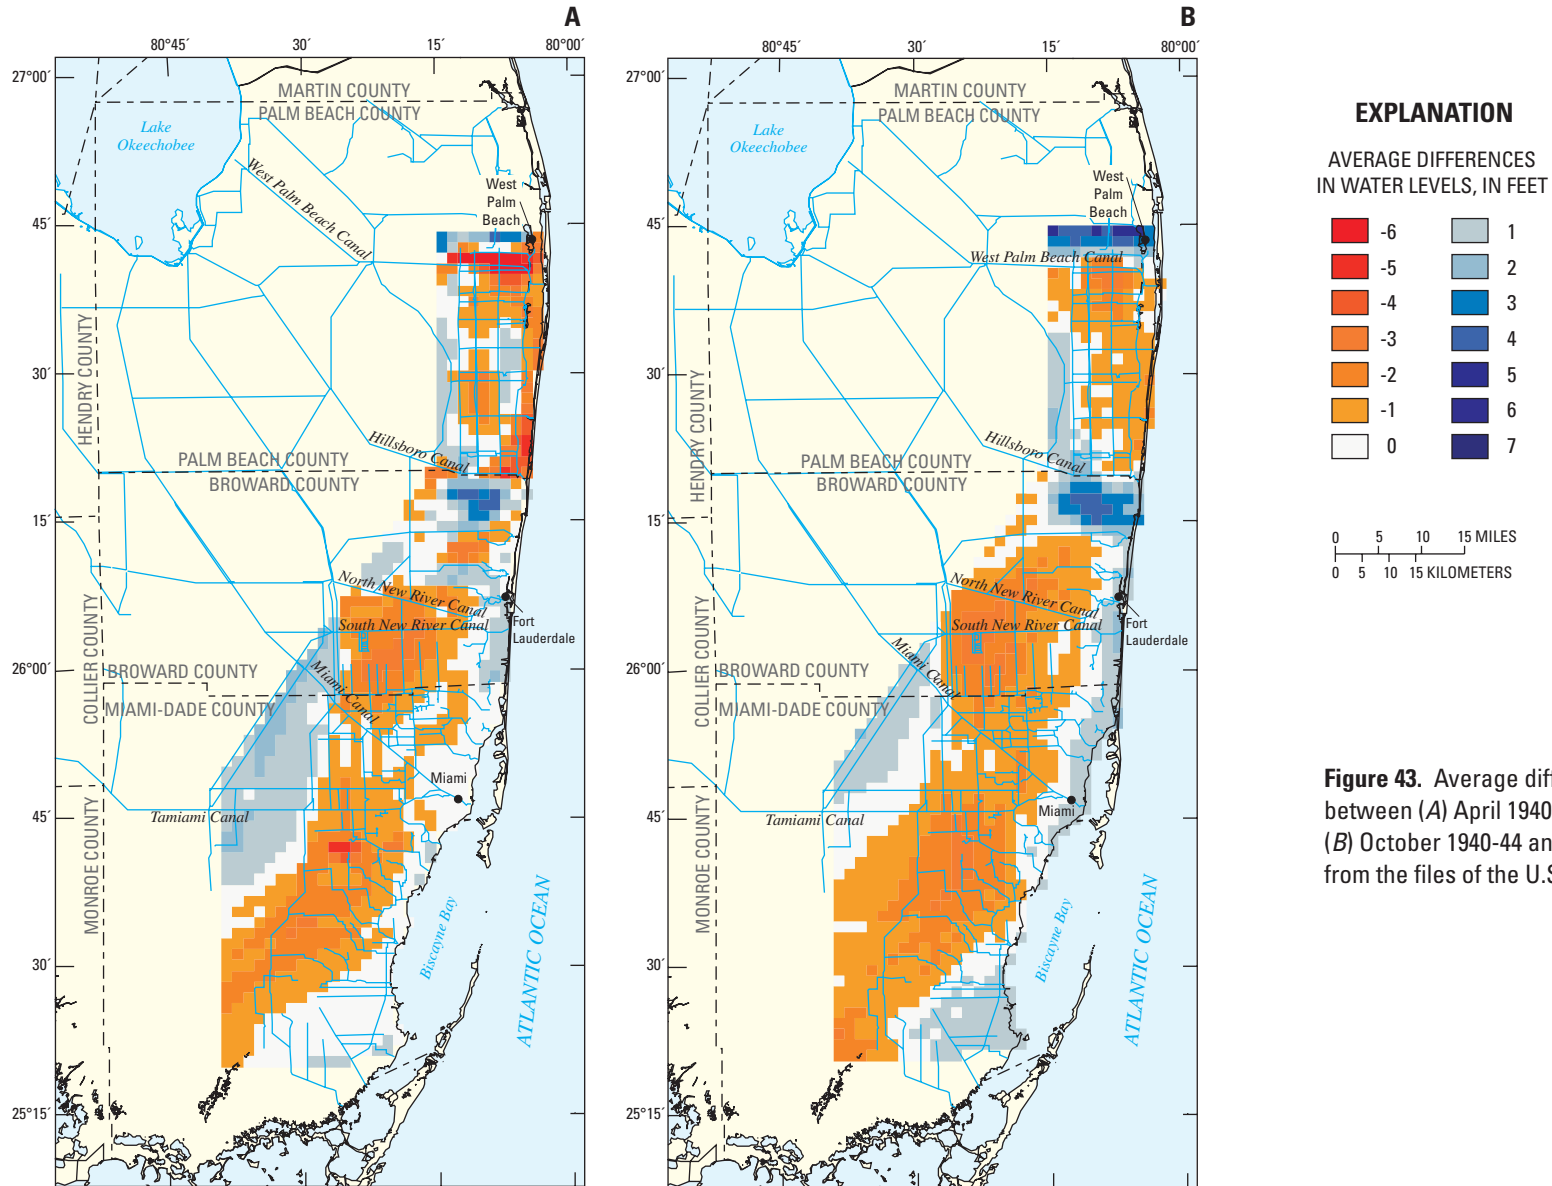 A
80°45´
30´
15´
80°00´
27°00´
45´
30´
15´
26°00´
45´
30´
25°15´
MARTIN COUNTY
PALM BEACH COUNTY
Lake
Okeechobee
West Palm Beach Canal
West
Palm
Beach
HENDRY COUNTY
Hillsboro Canal
PALM BEACH COUNTY
BROWARD COUNTY
North New River Canal
South New River Canal
Fort
Lauderdale
COLLIER COUNTY
BROWARD COUNTY
MIAMI-DADE COUNTY
Miami Canal
Miami
Tamiami Canal
MONROE COUNTY
Biscayne Bay
ATLANTIC OCEAN
B
80°45´
30´
15´
80°00´
27°00´
45´
30´
15´
26°00´
45´
30´
25°15´
MARTIN COUNTY
PALM BEACH COUNTY
Lake
Okeechobee
West
Palm
Beach
West Palm Beach Canal
HENDRY COUNTY
Hillsboro Canal
PALM BEACH COUNTY
BROWARD COUNTY
North New River Canal
South New River Canal
Fort
Lauderdale
COLLIER COUNTY
BROWARD COUNTY
MIAMI-DADE COUNTY
Miami Canal
Miami
Tamiami Canal
MONROE COUNTY
Biscayne Bay
ATLANTIC OCEAN
EXPLANATION
AVERAGE DIFFERENCES
IN WATER LEVELS, IN FEET
-6 1
-5 2
-4 3
-3 4
-2 5
-1 6
0 7
0 5 10 15 MILES
0 5 10 15 KILOMETERS
Figure 43. Average diff
between (A) April 1940
(B) October 1940-44 an
from the files of the U.S